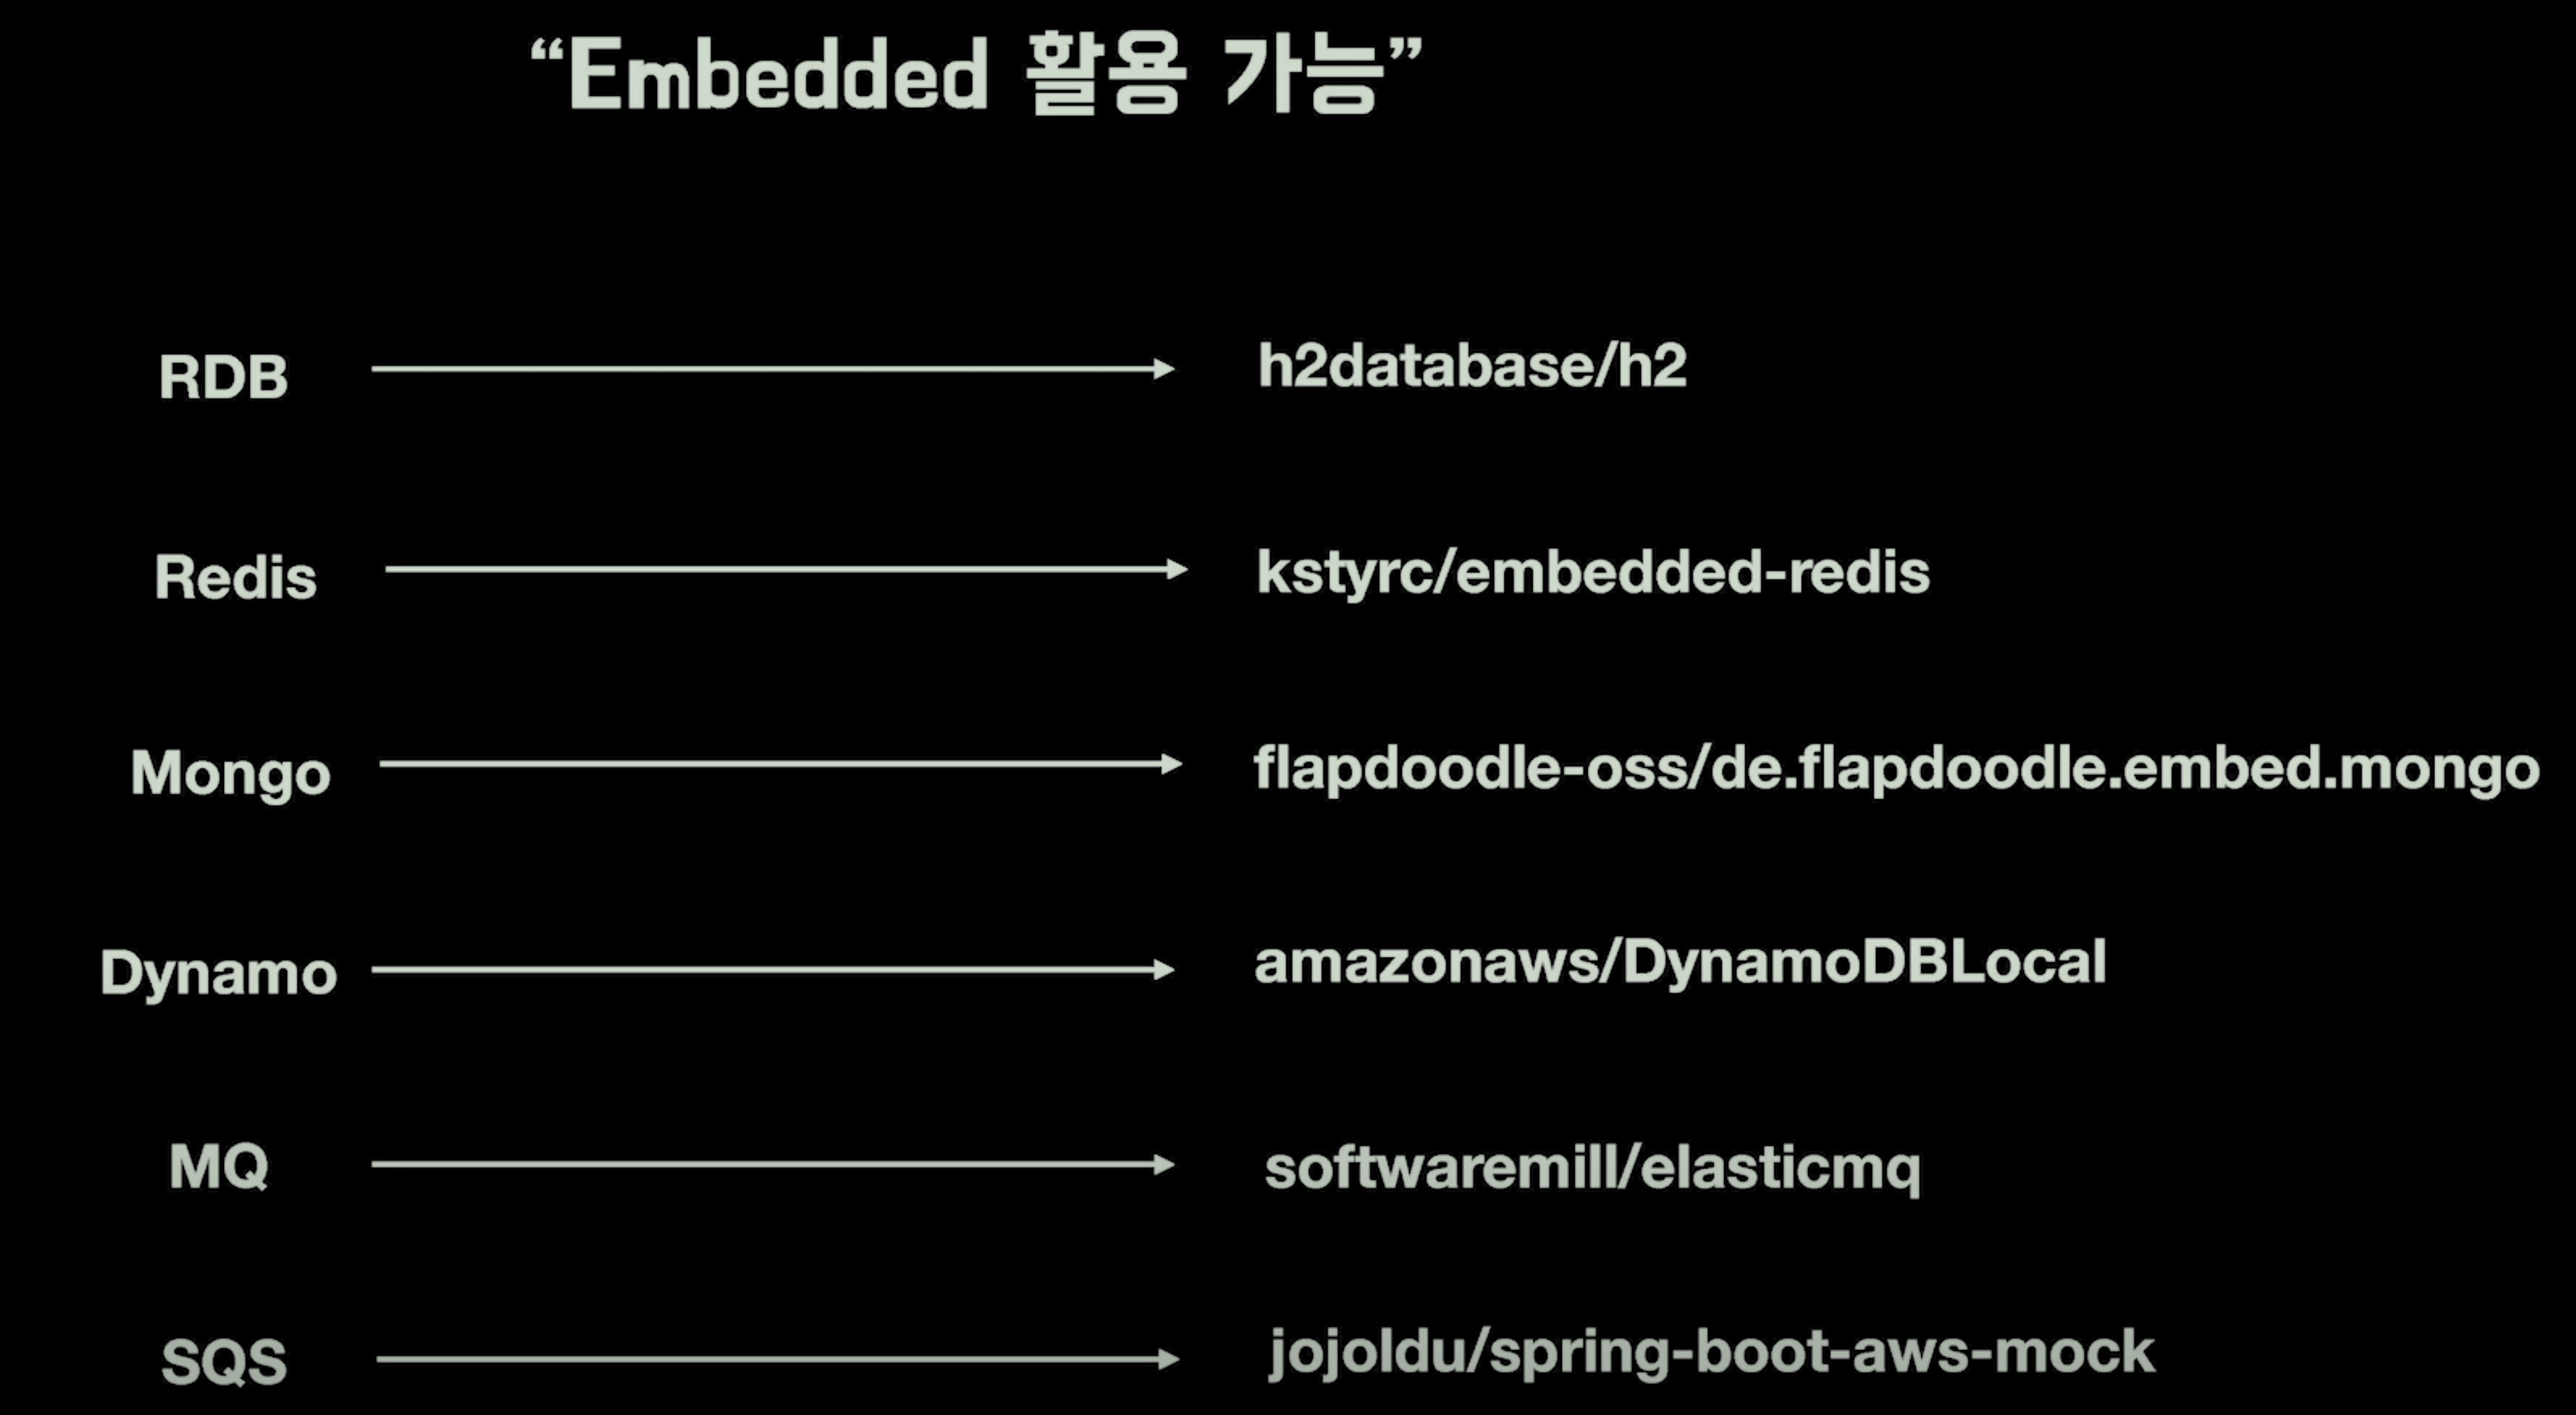 “Embedded 활용 가능”
RDB h2database/h2
Redis kstyrc/embedded-redis
Mongo flapdoodle-oss/de.flapdoodle.embed.mongo
Dynamo amazonaws/DynamoDBLocal
MQ softwaremill/elasticmq
SQS jojoldu/spring-boot-aws-mock